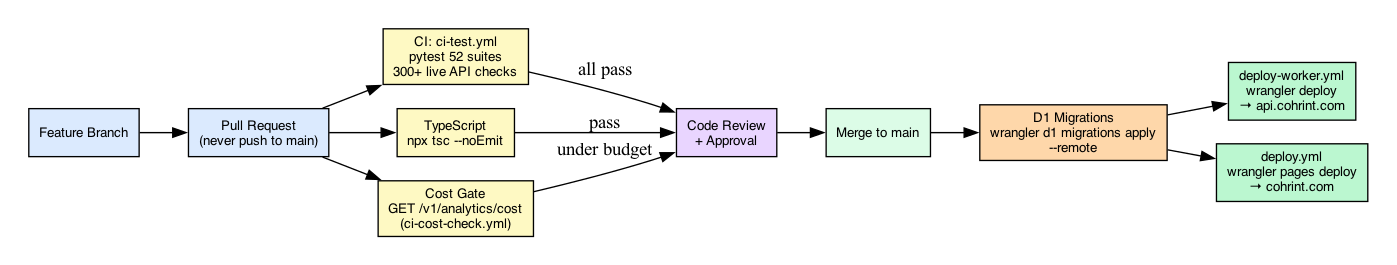 Feature Branch
Pull Request
(never push to main)
CI: ci-test.yml
pytest 52 suites
300+ live API checks
TypeScript
npx tsc --noEmit
Cost Gate
GET /v1/analytics/cost
(ci-cost-check.yml)
all pass
pass
under budget
Code Review
+ Approval
Merge to main
D1 Migrations
wrangler d1 migrations apply
--remote
deploy-worker.yml
wrangler deploy
→ api.cohrint.com
deploy.yml
wrangler pages deploy
→ cohrint.com